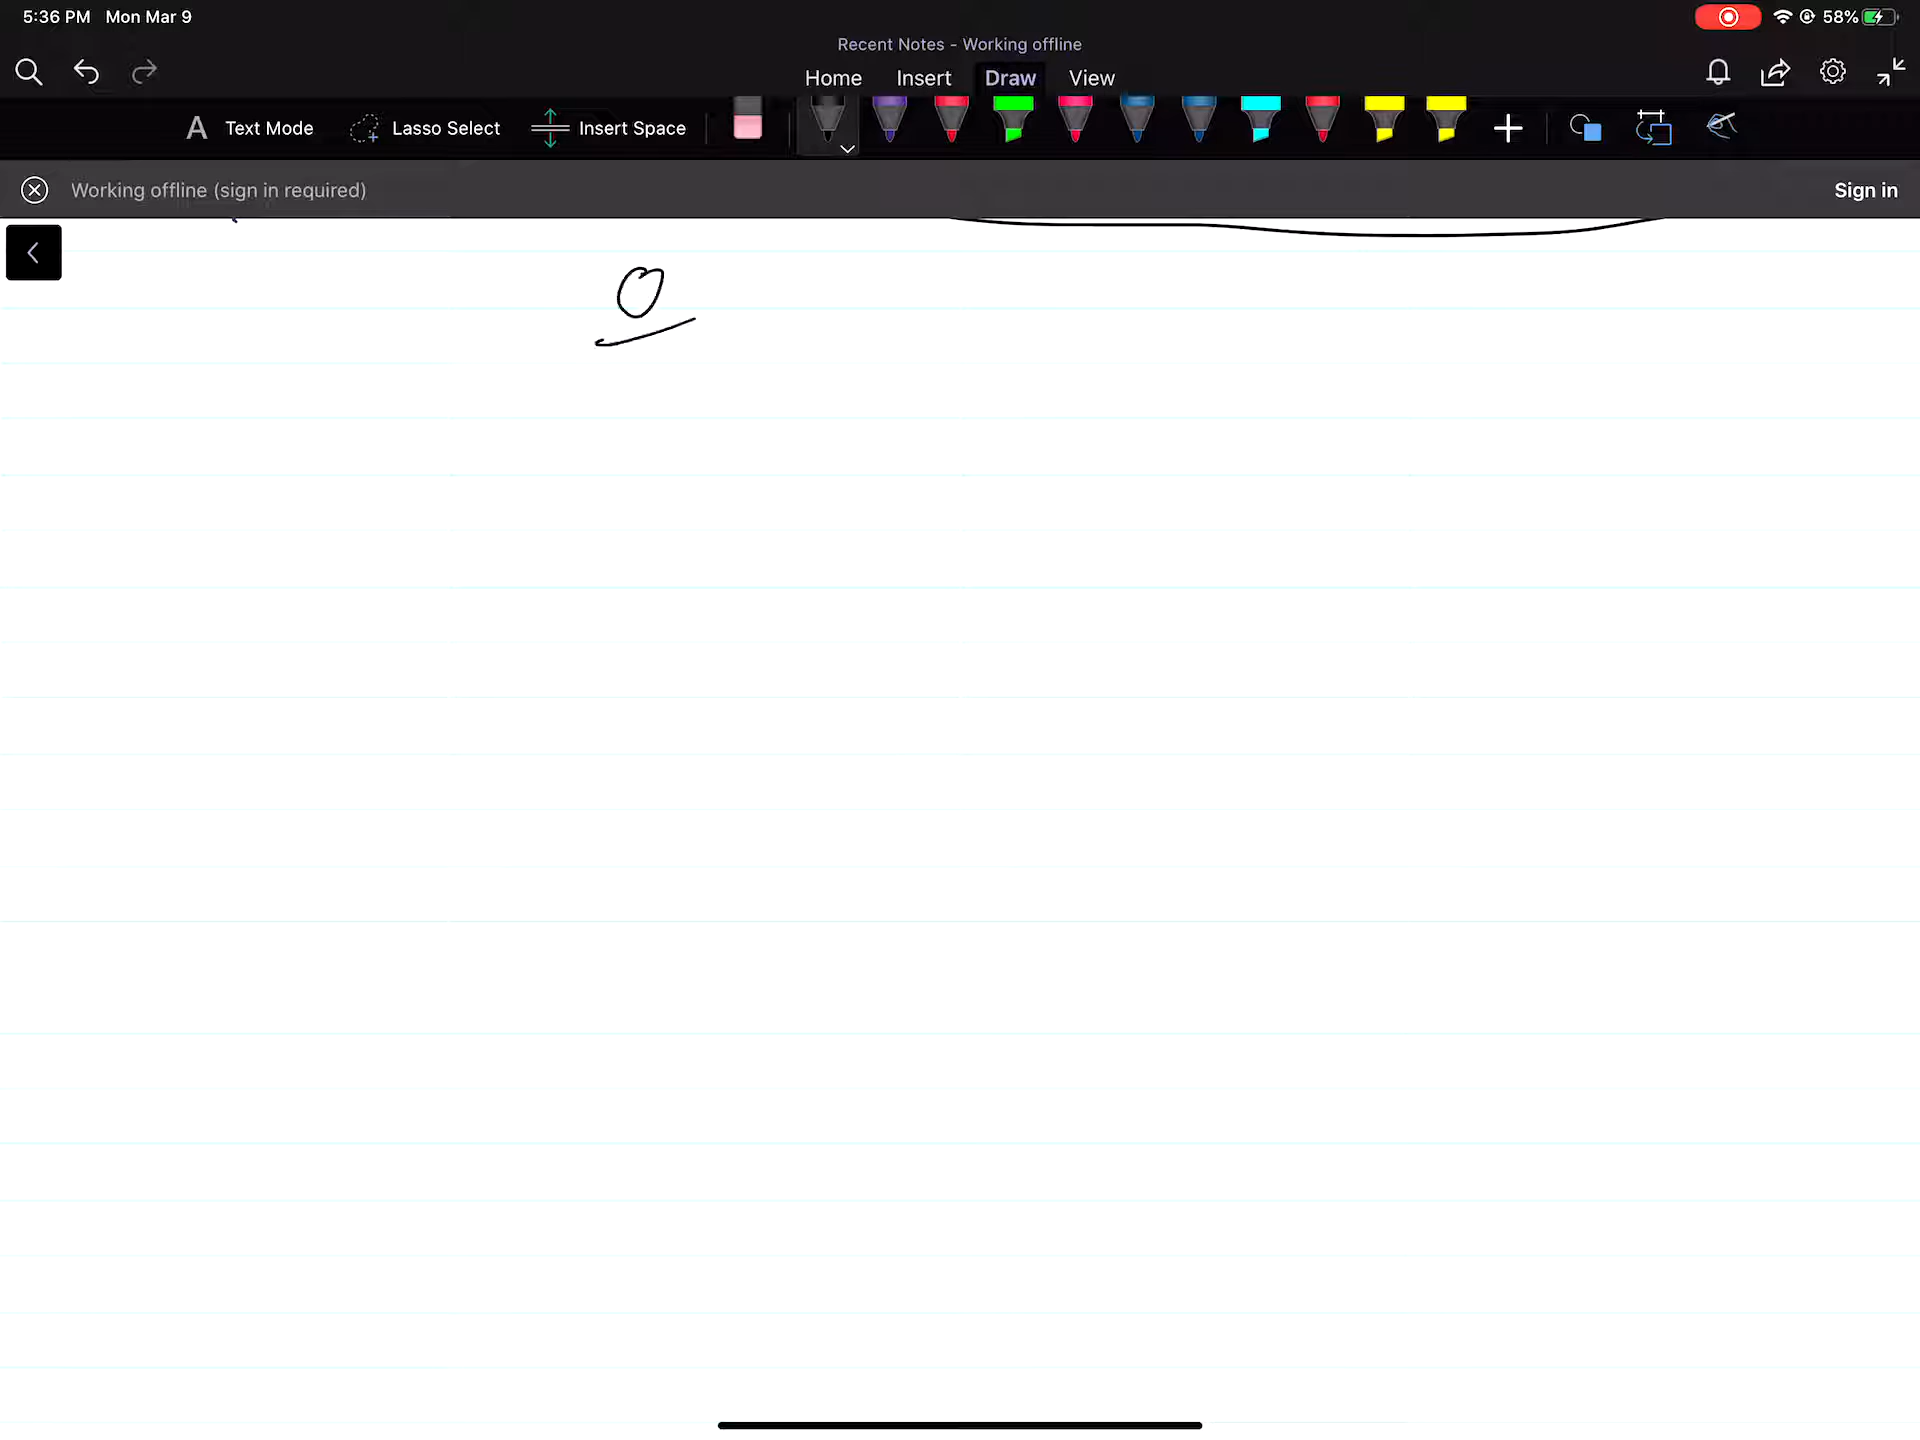 5:36 PM Mon Mar 9
58%
Recent Notes - Working offline
Home Insert Draw View
A Text Mode Lasso Select Insert Space
Working offline (sign in required)
Sign in
0